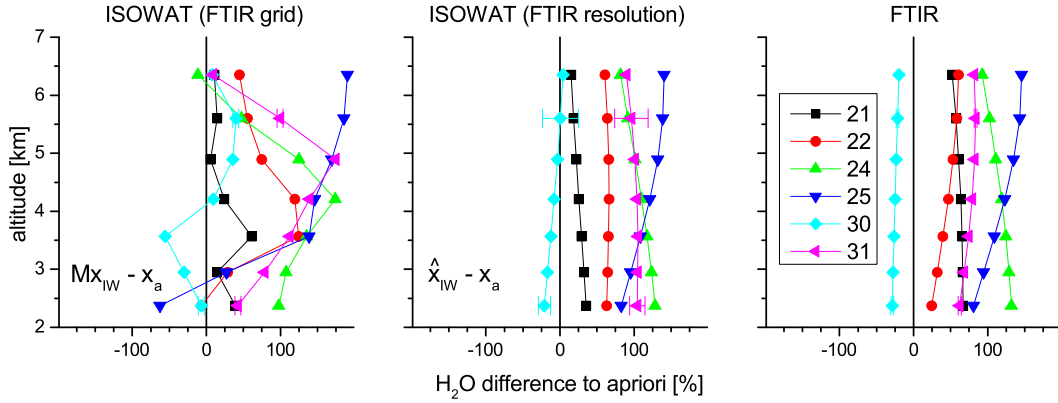 ISOWAT (FTIR grid)
ISOWAT (FTIR resolution)
FTIR
altitude [km]
7
6
5
4
3
2
Mx_IW - x_a
x̂_IW - x_a
21
22
24
25
30
31
-100 0 100
-100 0 100
-100 0 100
H₂O difference to apriori [%]